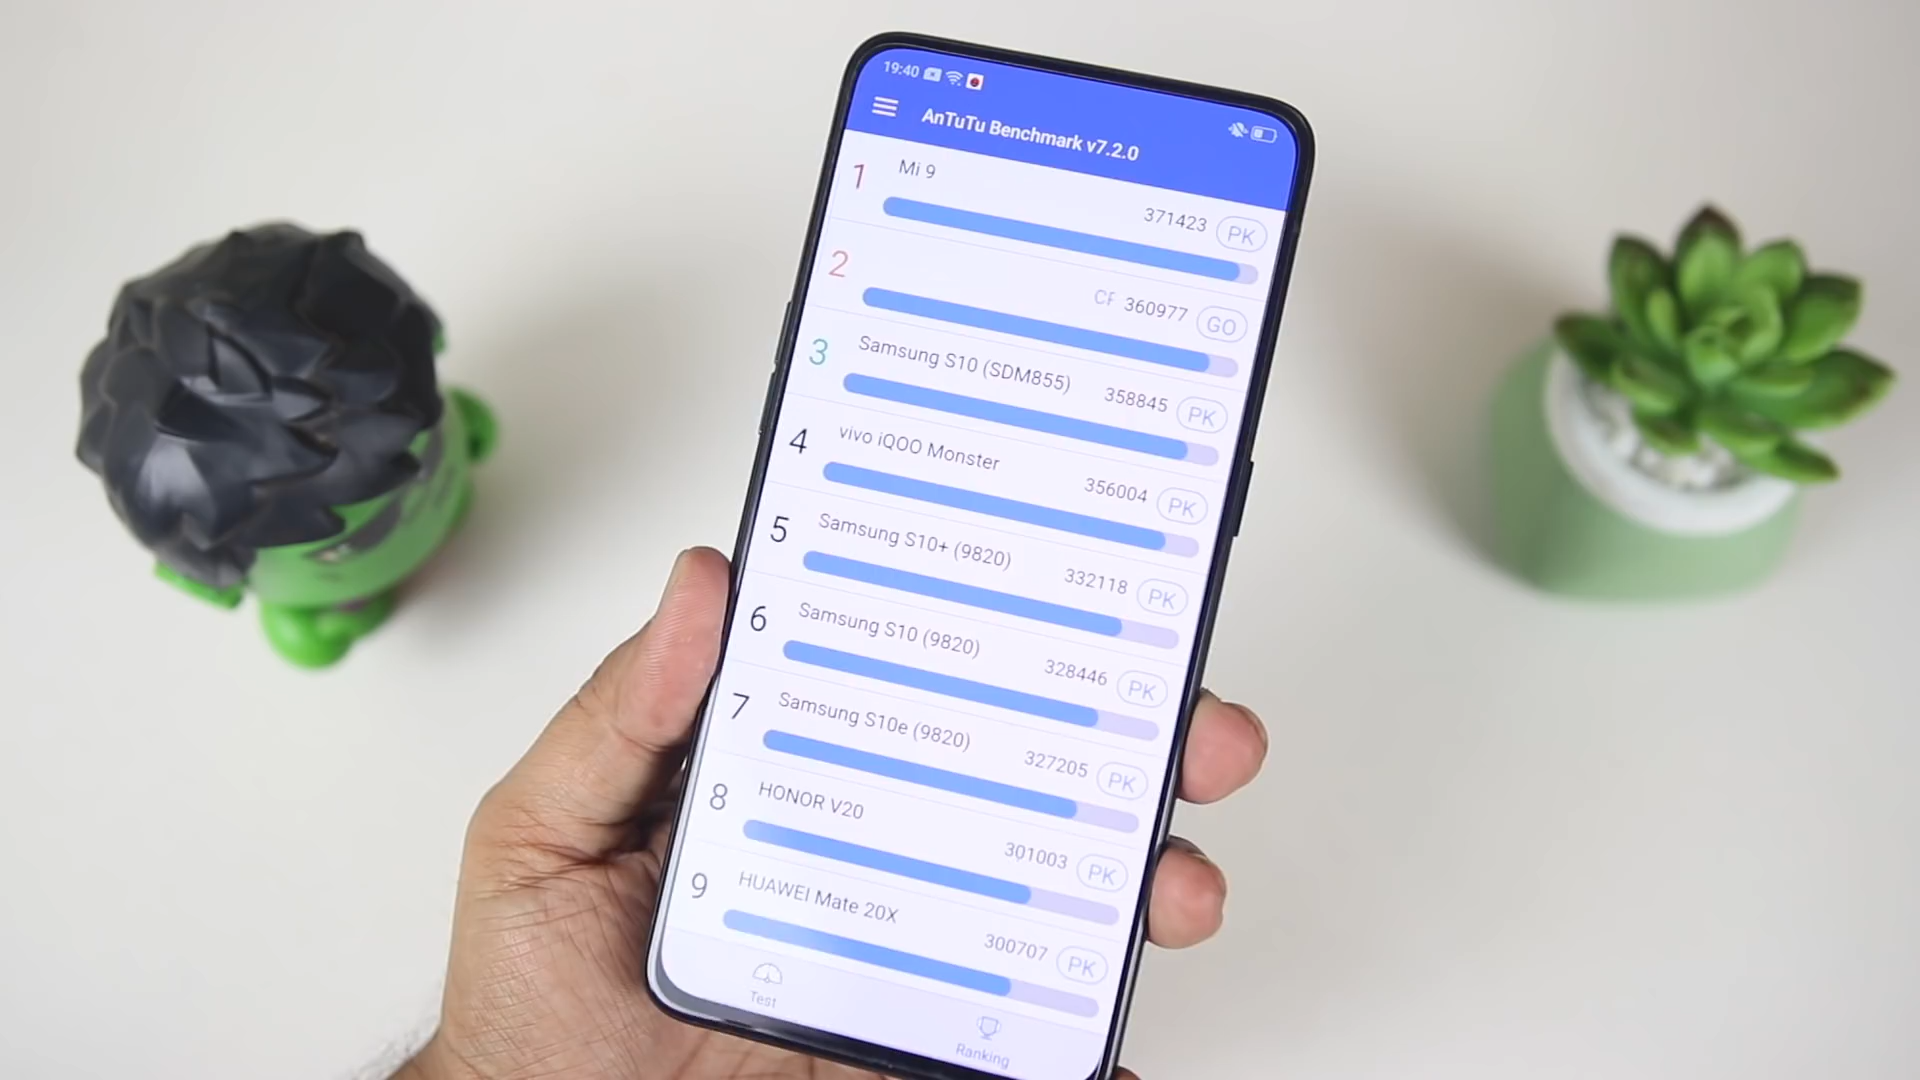 19:40
AnTuTu Benchmark v7.2.0
1 Mi 9 371423 PK
2 360977 GO
3 Samsung S10 (SDM855) 358845 PK
4 vivo iQOO Monster 356004 PK
5 Samsung S10+ (9820) 332118 PK
6 Samsung S10 (9820) 328446 PK
7 Samsung S10e (9820) 327205 PK
8 HONOR V20 301003 PK
9 HUAWEI Mate 20X 300707 PK
Test
Ranking